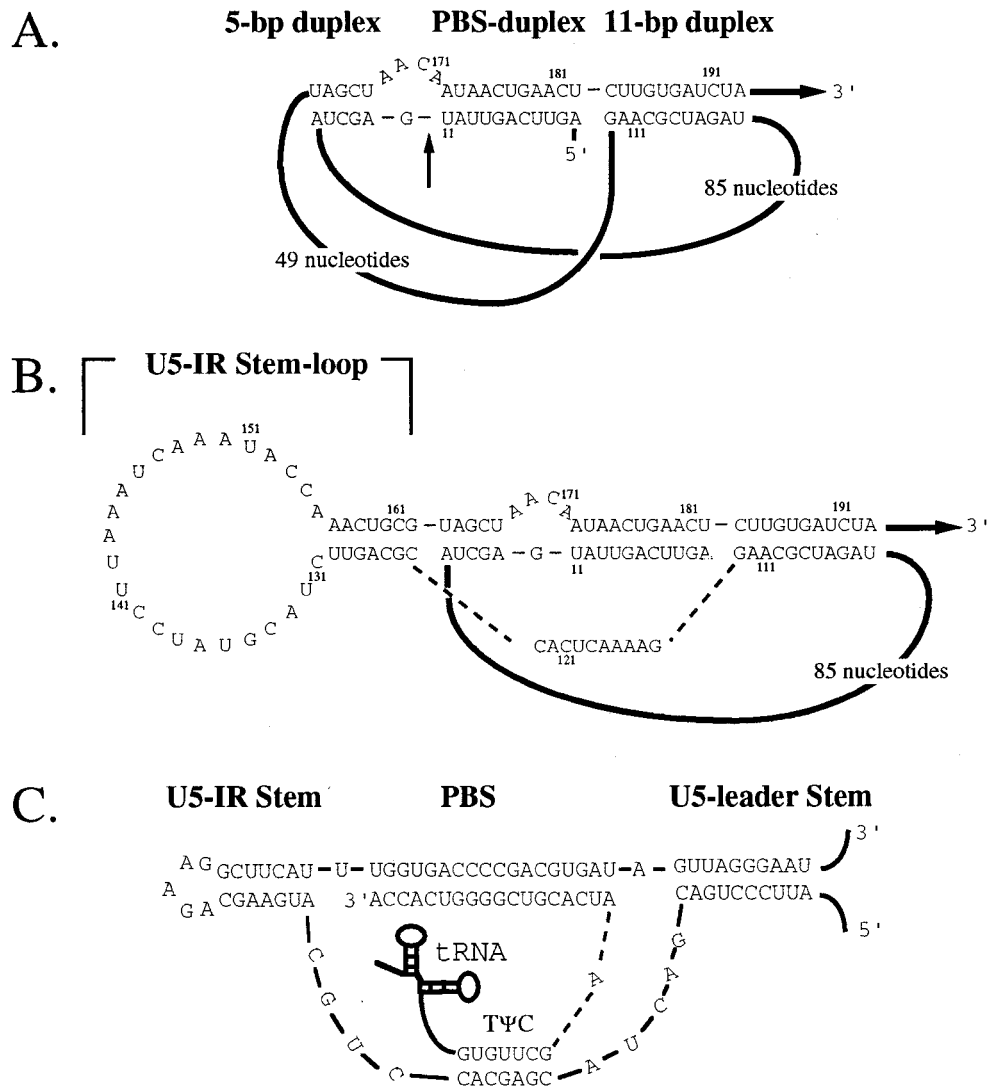 A.
5-bp duplex PBS-duplex 11-bp duplex
A A C 171 A
UAGCU AUAACUGAACU – CUUGUGAUCUA 3'
181 191
AUCGA – G – UAUUGACUUGA GAACGCUAGAU
11 5' 111
85 nucleotides
49 nucleotides
B.
U5-IR Stem-loop
151
U C A A A U A C C A
A A A A U U U C C U A U G C A U C
141 131
161 A A C 171 A 181 191
AACUGCG – UAGCU AUAACUGAACU – CUUGUGAUCUA 3'
UUCAGCGC AUCGA – G – UAUUGACUUGA GAACGCUAGAU
11 111
CACUCAAAAG
121
85 nucleotides
C.
U5-IR Stem PBS U5-leader Stem
3'
A G GCUUCAU – U – UGGUGACCCCGACGUGAU – A – GUUAGGGAAU
A G A CGAAGUA 3'ACCACUGGGGCUGCACUA CAGUCCCUUA
5'
tRNA
C G U C
A
G A C U A
TΨC
GUGUUCG
CACGAGC